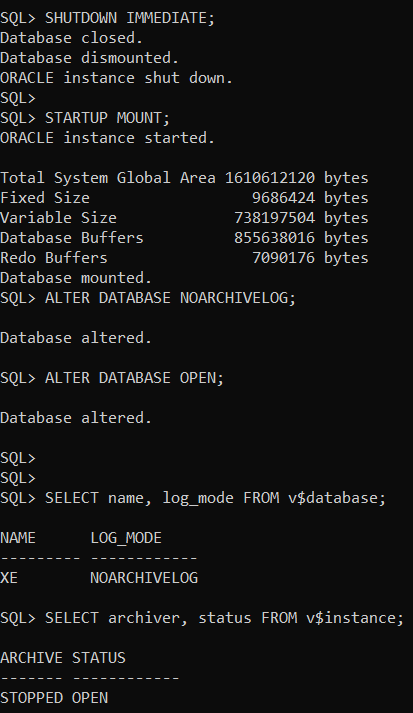 SQL> SHUTDOWN IMMEDIATE;
Database closed.
Database dismounted.
ORACLE instance shut down.
SQL>
SQL> STARTUP MOUNT;
ORACLE instance started.

Total System Global Area 1610612120 bytes
Fixed Size                  9686424 bytes
Variable Size             738197504 bytes
Database Buffers          855638016 bytes
Redo Buffers                7090176 bytes
Database mounted.
SQL> ALTER DATABASE NOARCHIVELOG;

Database altered.

SQL> ALTER DATABASE OPEN;

Database altered.

SQL>
SQL>
SQL> SELECT name, log_mode FROM v$database;

NAME      LOG_MODE
--------- ------------
XE        NOARCHIVELOG

SQL> SELECT archiver, status FROM v$instance;

ARCHIVE STATUS
------- ------------
STOPPED OPEN